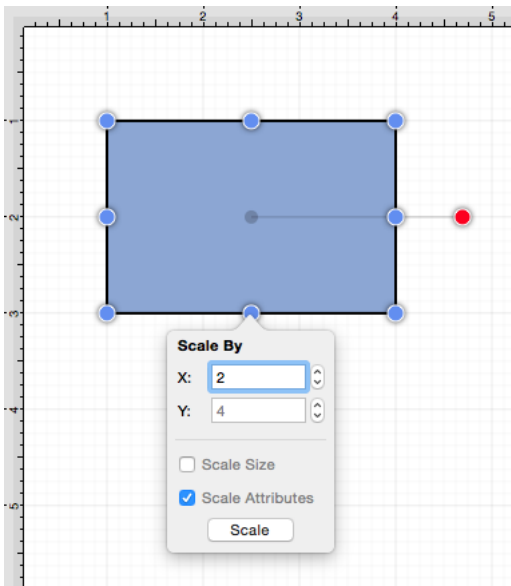 1 2 3 4 5
1
2
3
4
5
Scale By
X: 2
Y: 4
Scale Size
Scale Attributes
Scale